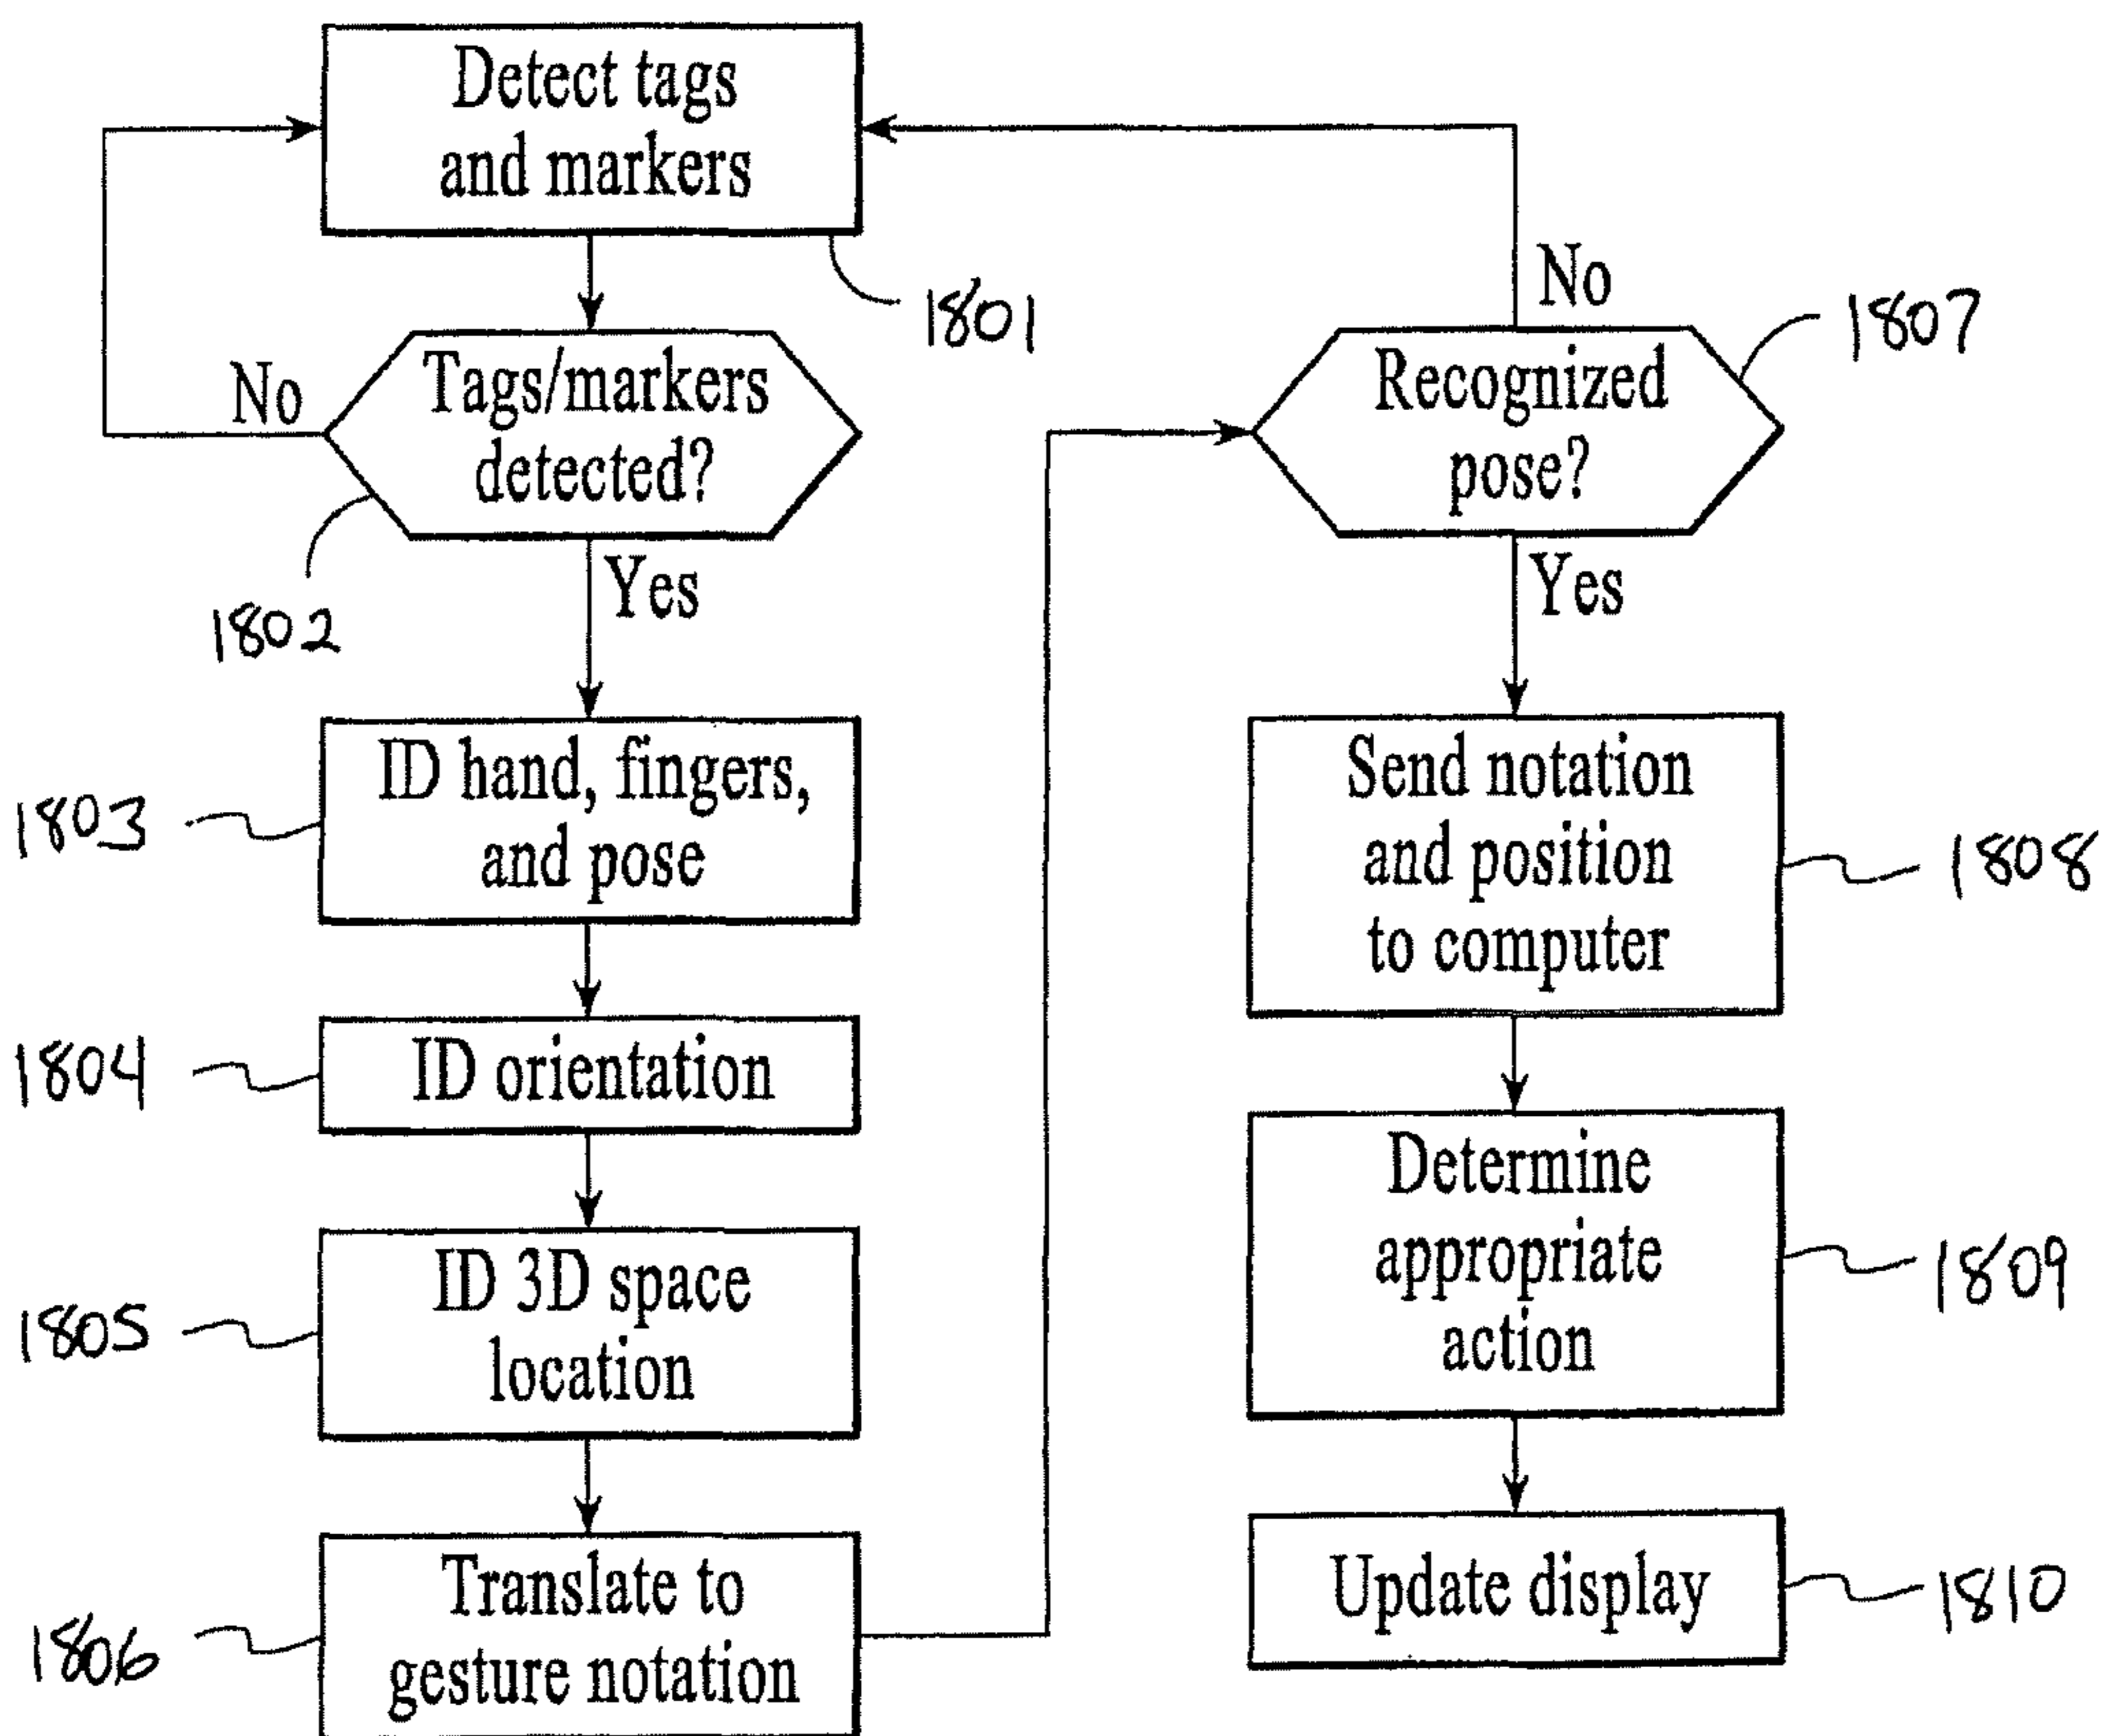 Detect tags
and markers
1801
Tags/markers
detected?
No
1802
Yes
ID hand, fingers,
and pose
1803
ID orientation
1804
ID 3D space
location
1805
Translate to
gesture notation
1806
Recognized
pose?
No
1807
Yes
Send notation
and position
to computer
1808
Determine
appropriate
action
1809
Update display
1810